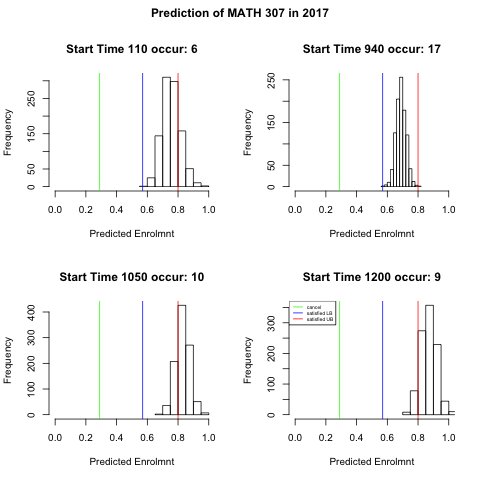 Prediction of MATH 307 in 2017
Start Time 110 occur: 6
Frequency
0 50 150 250
0.0 0.2 0.4 0.6 0.8 1.0
Predicted Enrolmnt
Start Time 940 occur: 17
Frequency
0 50 150 250
0.0 0.2 0.4 0.6 0.8 1.0
Predicted Enrolmnt
Start Time 1050 occur: 10
Frequency
0 100 200 300 400
0.0 0.2 0.4 0.6 0.8 1.0
Predicted Enrolmnt
Start Time 1200 occur: 9
cancel
satisfied LB
satisfied UB
Frequency
0 50 150 250
0.0 0.2 0.4 0.6 0.8 1.0
Predicted Enrolmnt